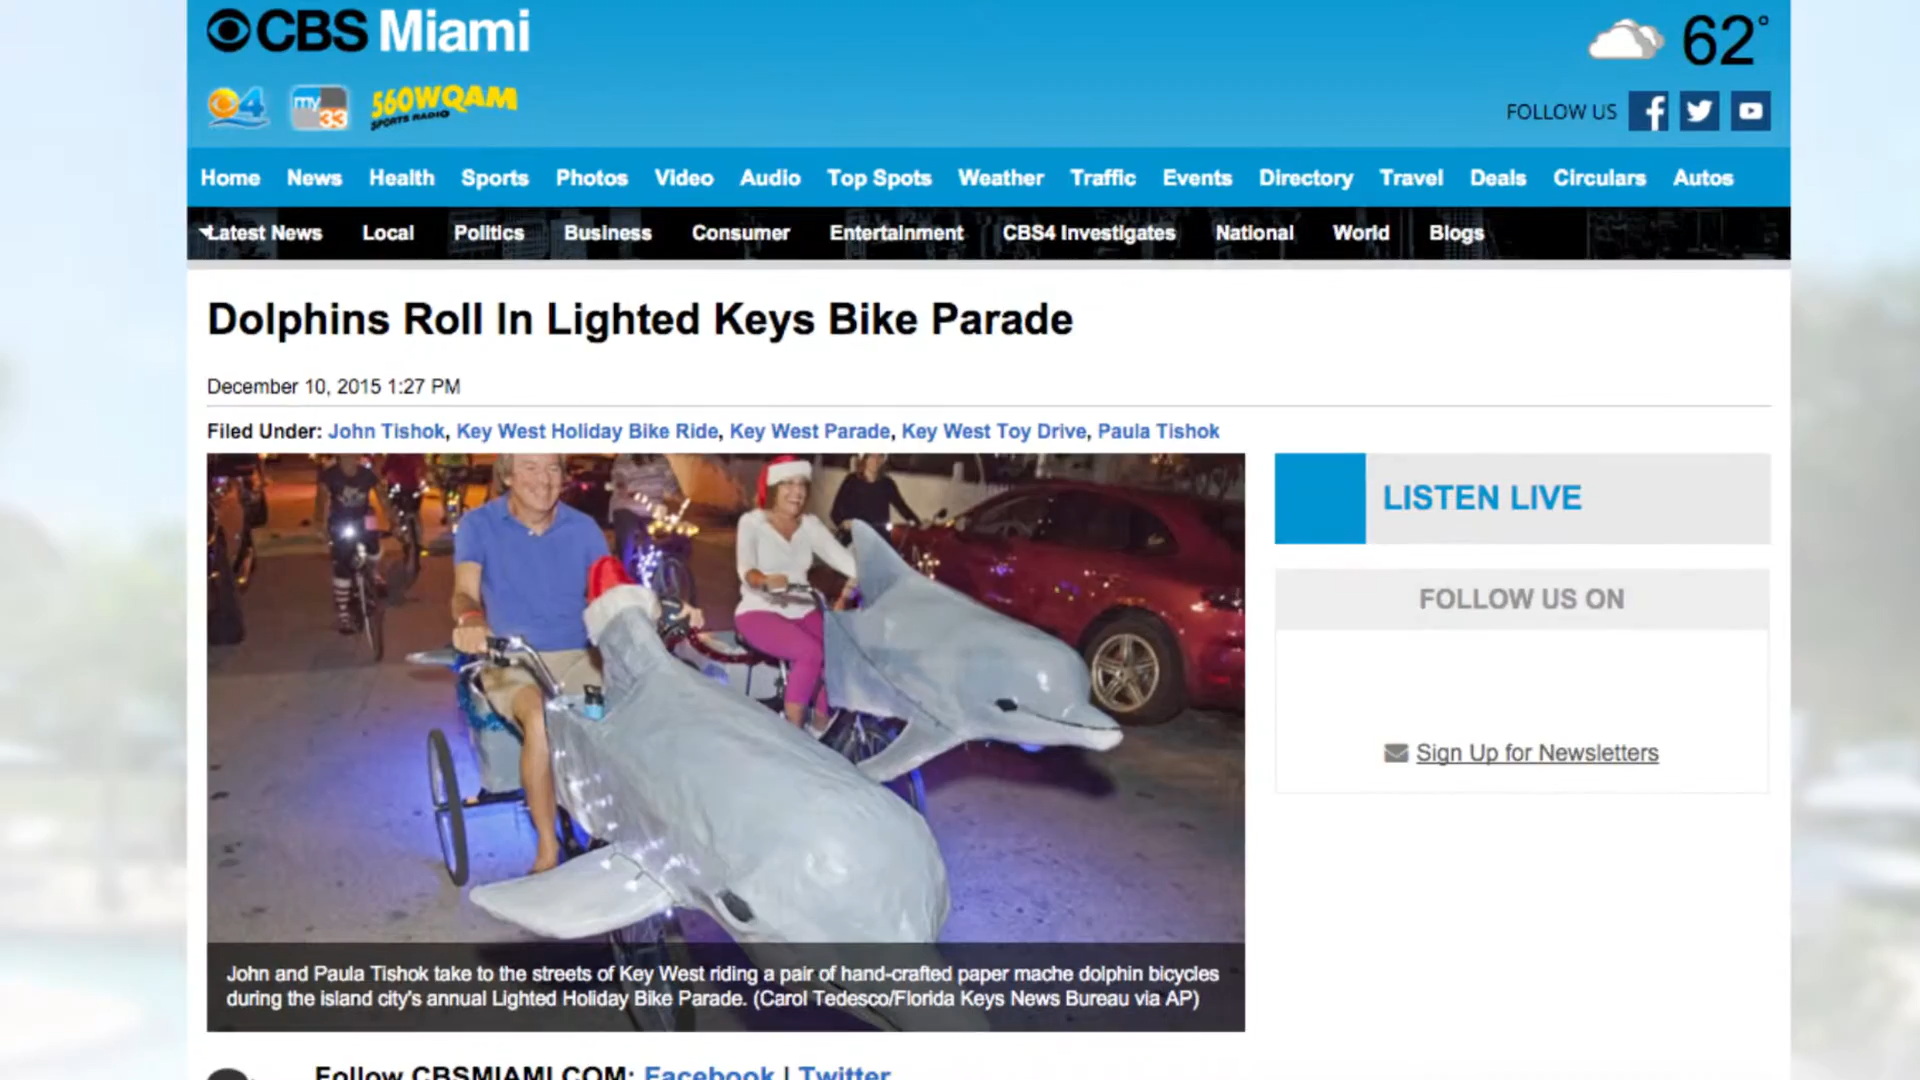 CBS Miami
62°
4
my 33
560WQAM
SPORTS RADIO
FOLLOW US
Home News Health Sports Photos Video Audio Top Spots Weather Traffic Events Directory Travel Deals Circulars Autos
Latest News Local Politics Business Consumer Entertainment CBS4 Investigates National World Blogs
Dolphins Roll In Lighted Keys Bike Parade
December 10, 2015 1:27 PM
Filed Under: John Tishok, Key West Holiday Bike Ride, Key West Parade, Key West Toy Drive, Paula Tishok
LISTEN LIVE
FOLLOW US ON
Sign Up for Newsletters
John and Paula Tishok take to the streets of Key West riding a pair of hand-crafted paper mache dolphin bicycles
during the island city's annual Lighted Holiday Bike Parade. (Carol Tedesco/Florida Keys News Bureau via AP)
Follow CBSMIAMI.COM: Facebook | Twitter